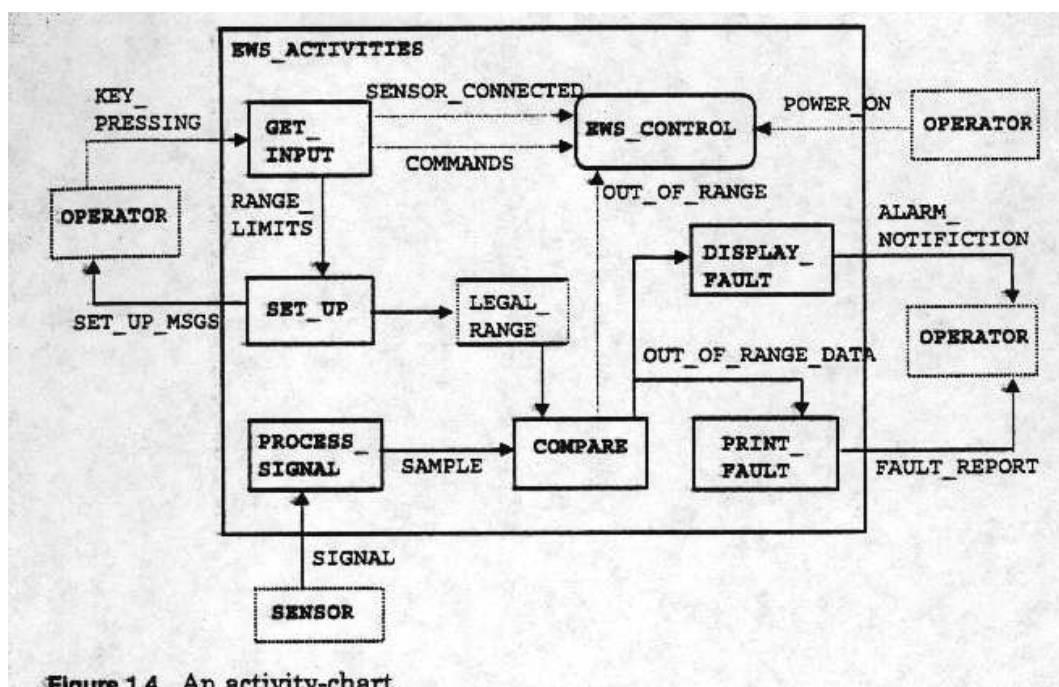 EWS_ACTIVITIES
KEY_
PRESSING
SENSOR_CONNECTED
POWER_ON
GET_
INPUT
EWS_CONTROL
OPERATOR
COMMANDS
OPERATOR
RANGE_
LIMITS
OUT_OF_RANGE
ALARM_
NOTIFICTION
DISPLAY_
FAULT
SET_UP_MSGS
SET_UP
LEGAL_
RANGE
OPERATOR
OUT_OF_RANGE_DATA
PROCESS_
SIGNAL
SAMPLE
COMPARE
PRINT_
FAULT
FAULT_REPORT
SIGNAL
SENSOR
Figure 1.4 An activity-chart